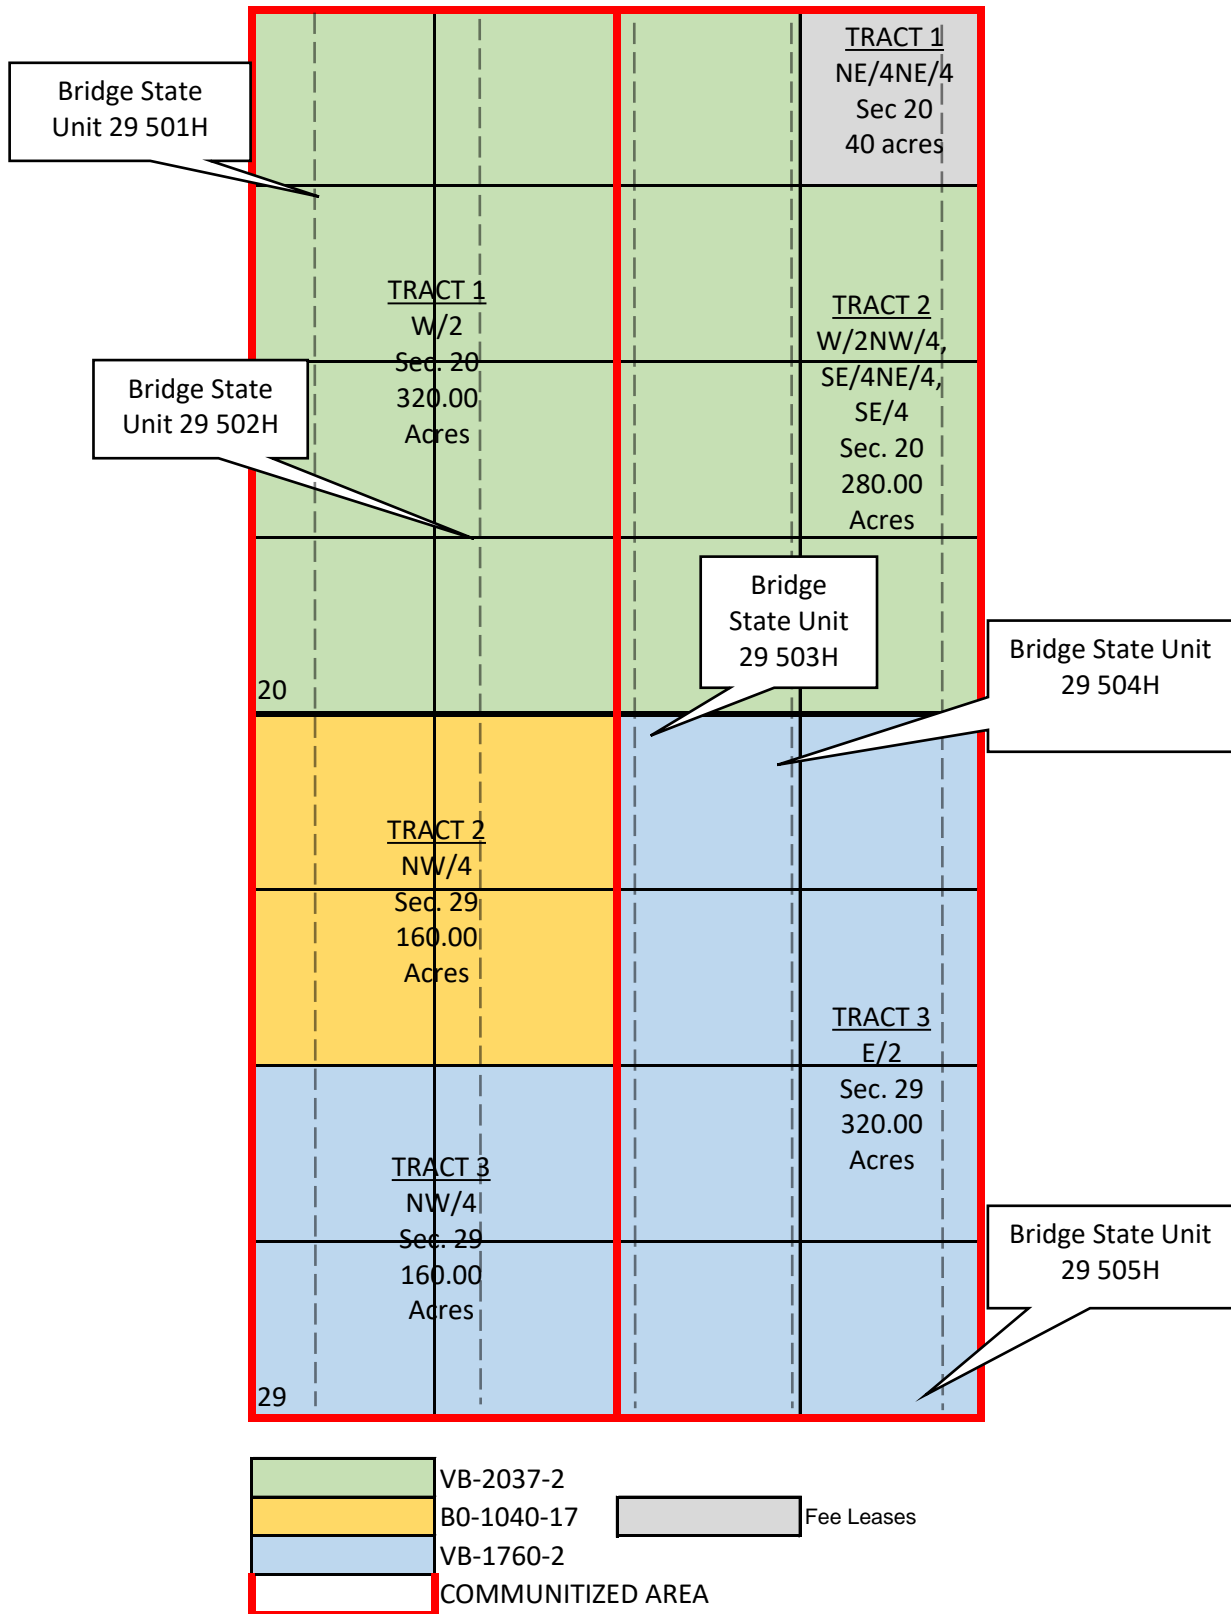 TRACT 1
NE/4NE/4
Sec 20
40 acres
Bridge State
Unit 29 501H
TRACT 1
W/2
Sec. 20
320.00
Acres
TRACT 2
W/2NW/4,
SE/4NE/4,
SE/4
Sec. 20
280.00
Acres
Bridge State
Unit 29 502H
Bridge
State Unit
29 503H
Bridge State Unit
29 504H
20
TRACT 2
NW/4
Sec. 29
160.00
Acres
TRACT 3
E/2
Sec. 29
320.00
Acres
TRACT 3
NW/4
Sec. 29
160.00
Acres
Bridge State Unit
29 505H
29
VB-2037-2
B0-1040-17
Fee Leases
VB-1760-2
COMMUNITIZED AREA